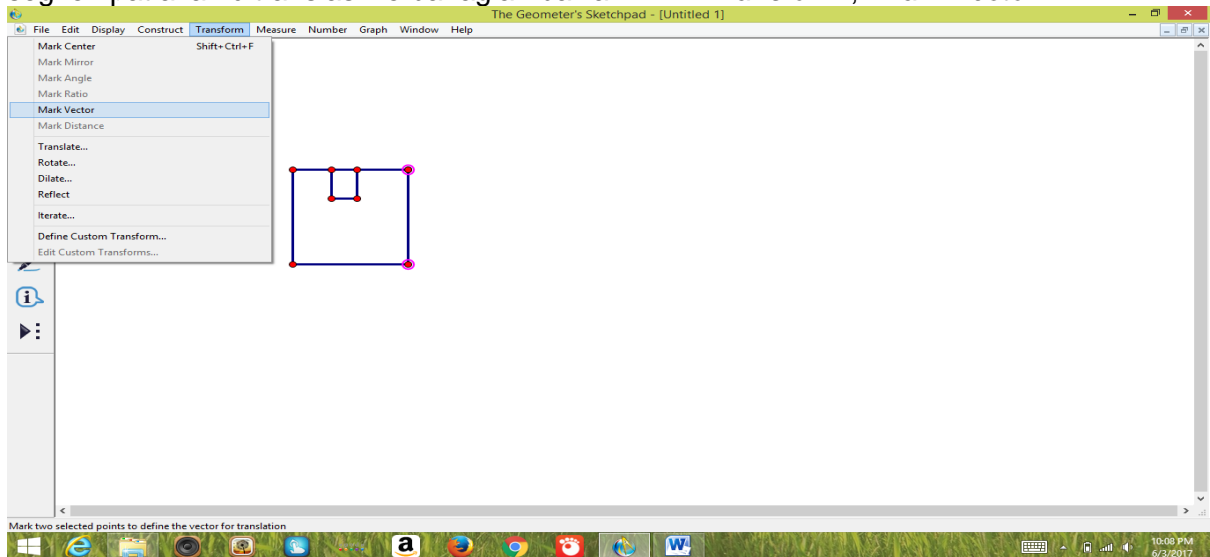 The Geometer's Sketchpad - [Untitled 1]
File Edit Display Construct Transform Measure Number Graph Window Help
Mark Center Shift+Ctrl+F
Mark Mirror
Mark Angle
Mark Ratio
Mark Vector
Mark Distance
Translate...
Rotate...
Dilate...
Reflect
Iterate...
Define Custom Transform...
Edit Custom Transforms...
Mark two selected points to define the vector for translation
a
W
10:08 PM
6/3/2017